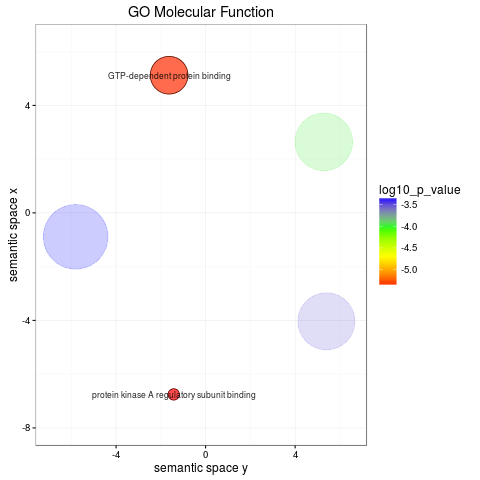 GO Molecular Function
GTP-dependent protein binding
4
0
-4
-8
semantic space x
protein kinase A regulatory subunit binding
-4
0
4
semantic space y
log10_p_value
-3.5
-4.0
-4.5
-5.0